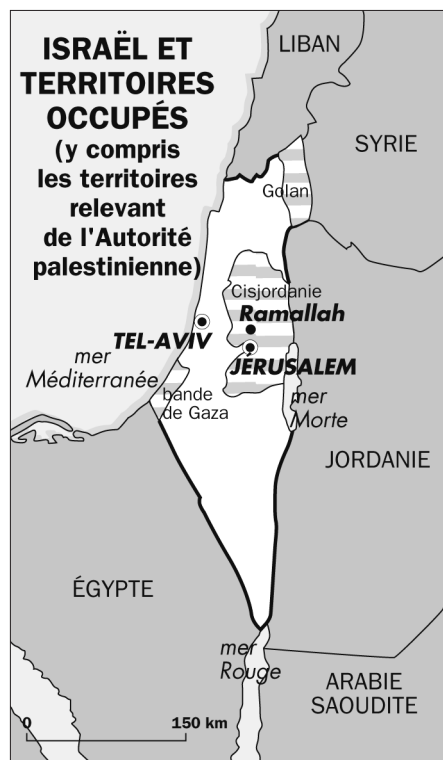 ISRAËL ET
TERRITOIRES
OCCUPÉS
(y compris
les territoires
relevant
de l'Autorité
palestinienne)
LIBAN
SYRIE
Golan
Cisjordanie
Ramallah
TEL-AVIV
JÉRUSALEM
mer
Méditerranée
bande
de Gaza
mer
Morte
JORDANIE
ÉGYPTE
mer
Rouge
ARABIE
SAOUDITE
0 150 km